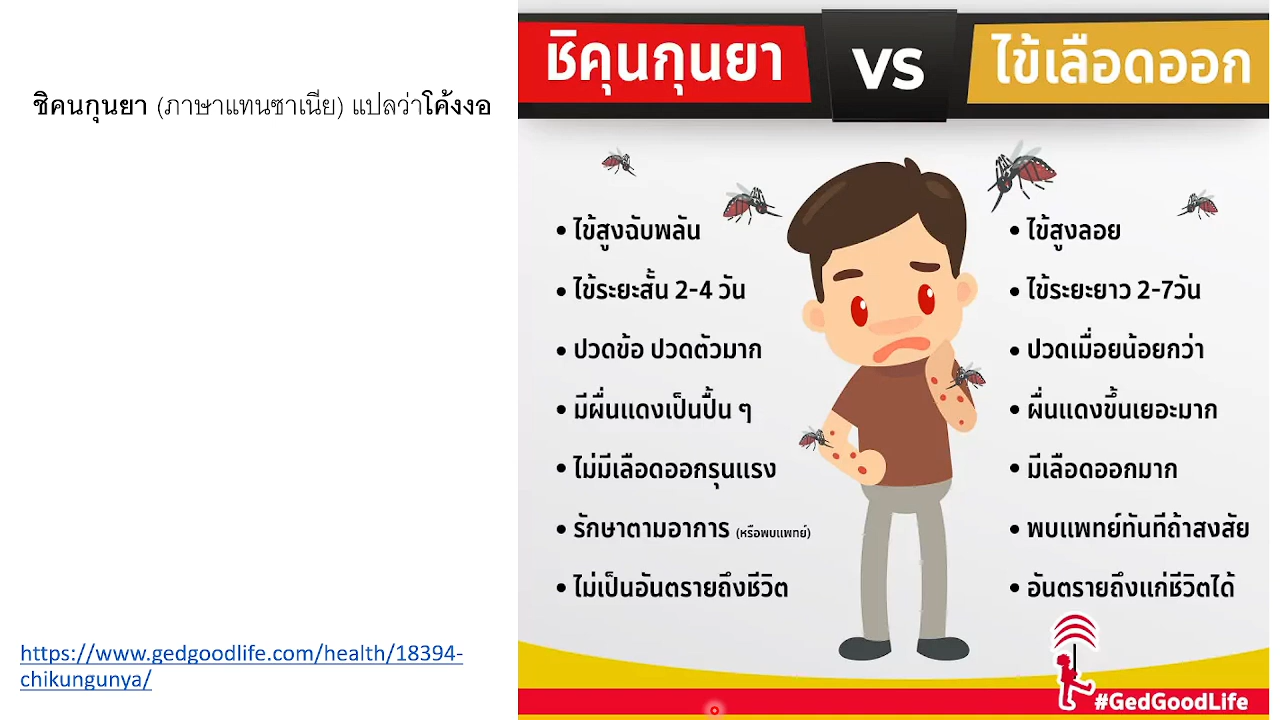 ชิคนกุนยา (ภาษาแทนซาเนีย) แปลว่าโค้งงอ
https://www.gedgoodlife.com/health/18394-
chikungunya/
ชิคุนกุนยา
VS
ไข้เลือดออก
• ไข้สูงฉับพลัน
• ไข้ระยะสั้น 2-4 วัน
• ปวดข้อ ปวดตัวมาก
• มีผื่นแดงเป็นปื้น ๆ
• ไม่มีเลือดออกรุนแรง
• รักษาตามอาการ (หรือพบแพทย์)
• ไม่เป็นอันตรายถึงชีวิต
• ไข้สูงลอย
• ไข้ระยะยาว 2-7วัน
• ปวดเมื่อยน้อยกว่า
• ผื่นแดงขึ้นเยอะมาก
• มีเลือดออกมาก
• พบแพทย์ทันทีถ้าสงสัย
• อันตรายถึงแก่ชีวิตได้
#GedGoodLife